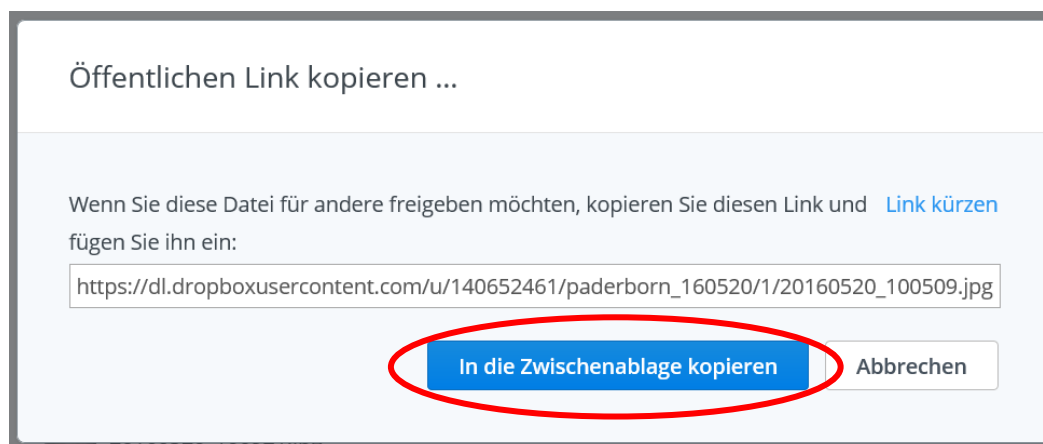 Öffentlichen Link kopieren ...
Wenn Sie diese Datei für andere freigeben möchten, kopieren Sie diesen Link und Link kürzen
fügen Sie ihn ein:
https://dl.dropboxusercontent.com/u/140652461/paderborn_160520/1/20160520_100509.jpg
In die Zwischenablage kopieren Abbrechen